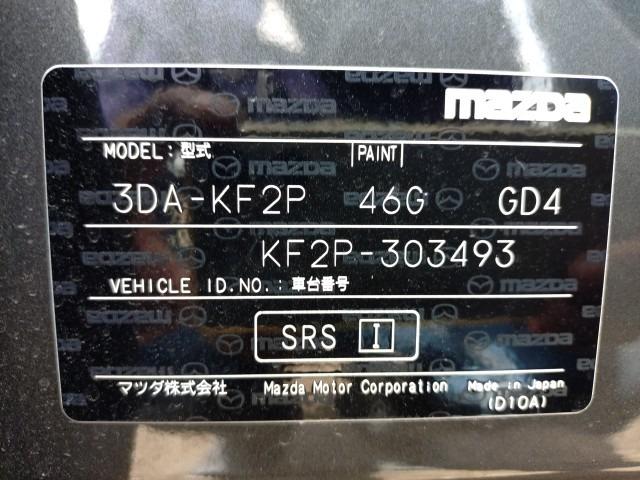 mazda
MODEL: 型式 PAINT
3DA-KF2P 46G GD4
KF2P-303493
VEHICLE ID.NO.: 車台番号
SRS I
マツダ株式会社 Mazda Motor Corporation Made in Japan
(D10A)